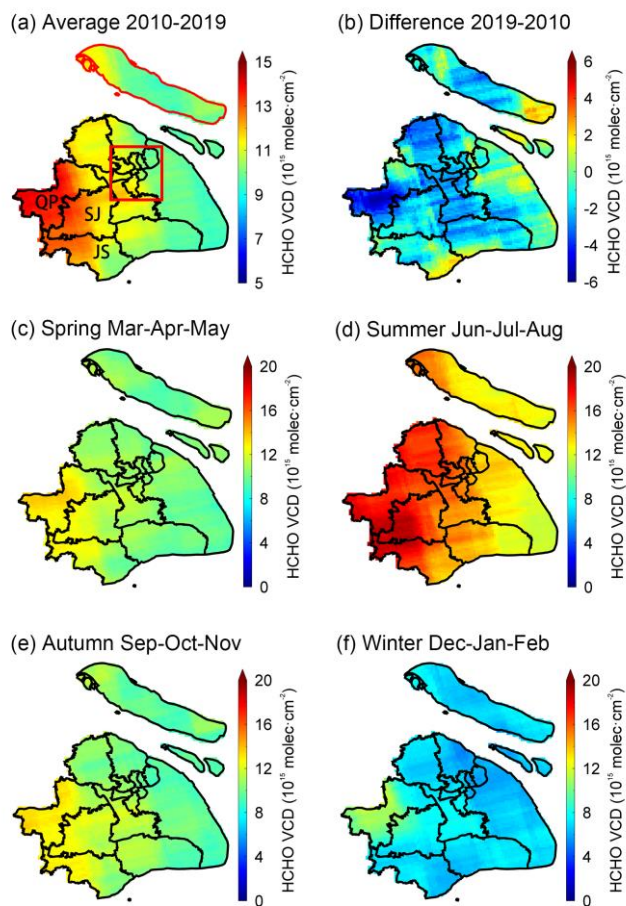 (a) Average 2010-2019
(b) Difference 2019-2010
15
13
11
9
7
5
HCHO VCD (10¹⁵ molec·cm⁻²)
QP
SJ
JS
6
4
2
0
-2
-4
-6
HCHO VCD (10¹⁵ molec·cm⁻²)
(c) Spring Mar-Apr-May
(d) Summer Jun-Jul-Aug
20
16
12
8
4
0
HCHO VCD (10¹⁵ molec·cm⁻²)
20
16
12
8
4
0
HCHO VCD (10¹⁵ molec·cm⁻²)
(e) Autumn Sep-Oct-Nov
(f) Winter Dec-Jan-Feb
20
16
12
8
4
0
HCHO VCD (10¹⁵ molec·cm⁻²)
20
16
12
8
4
0
HCHO VCD (10¹⁵ molec·cm⁻²)